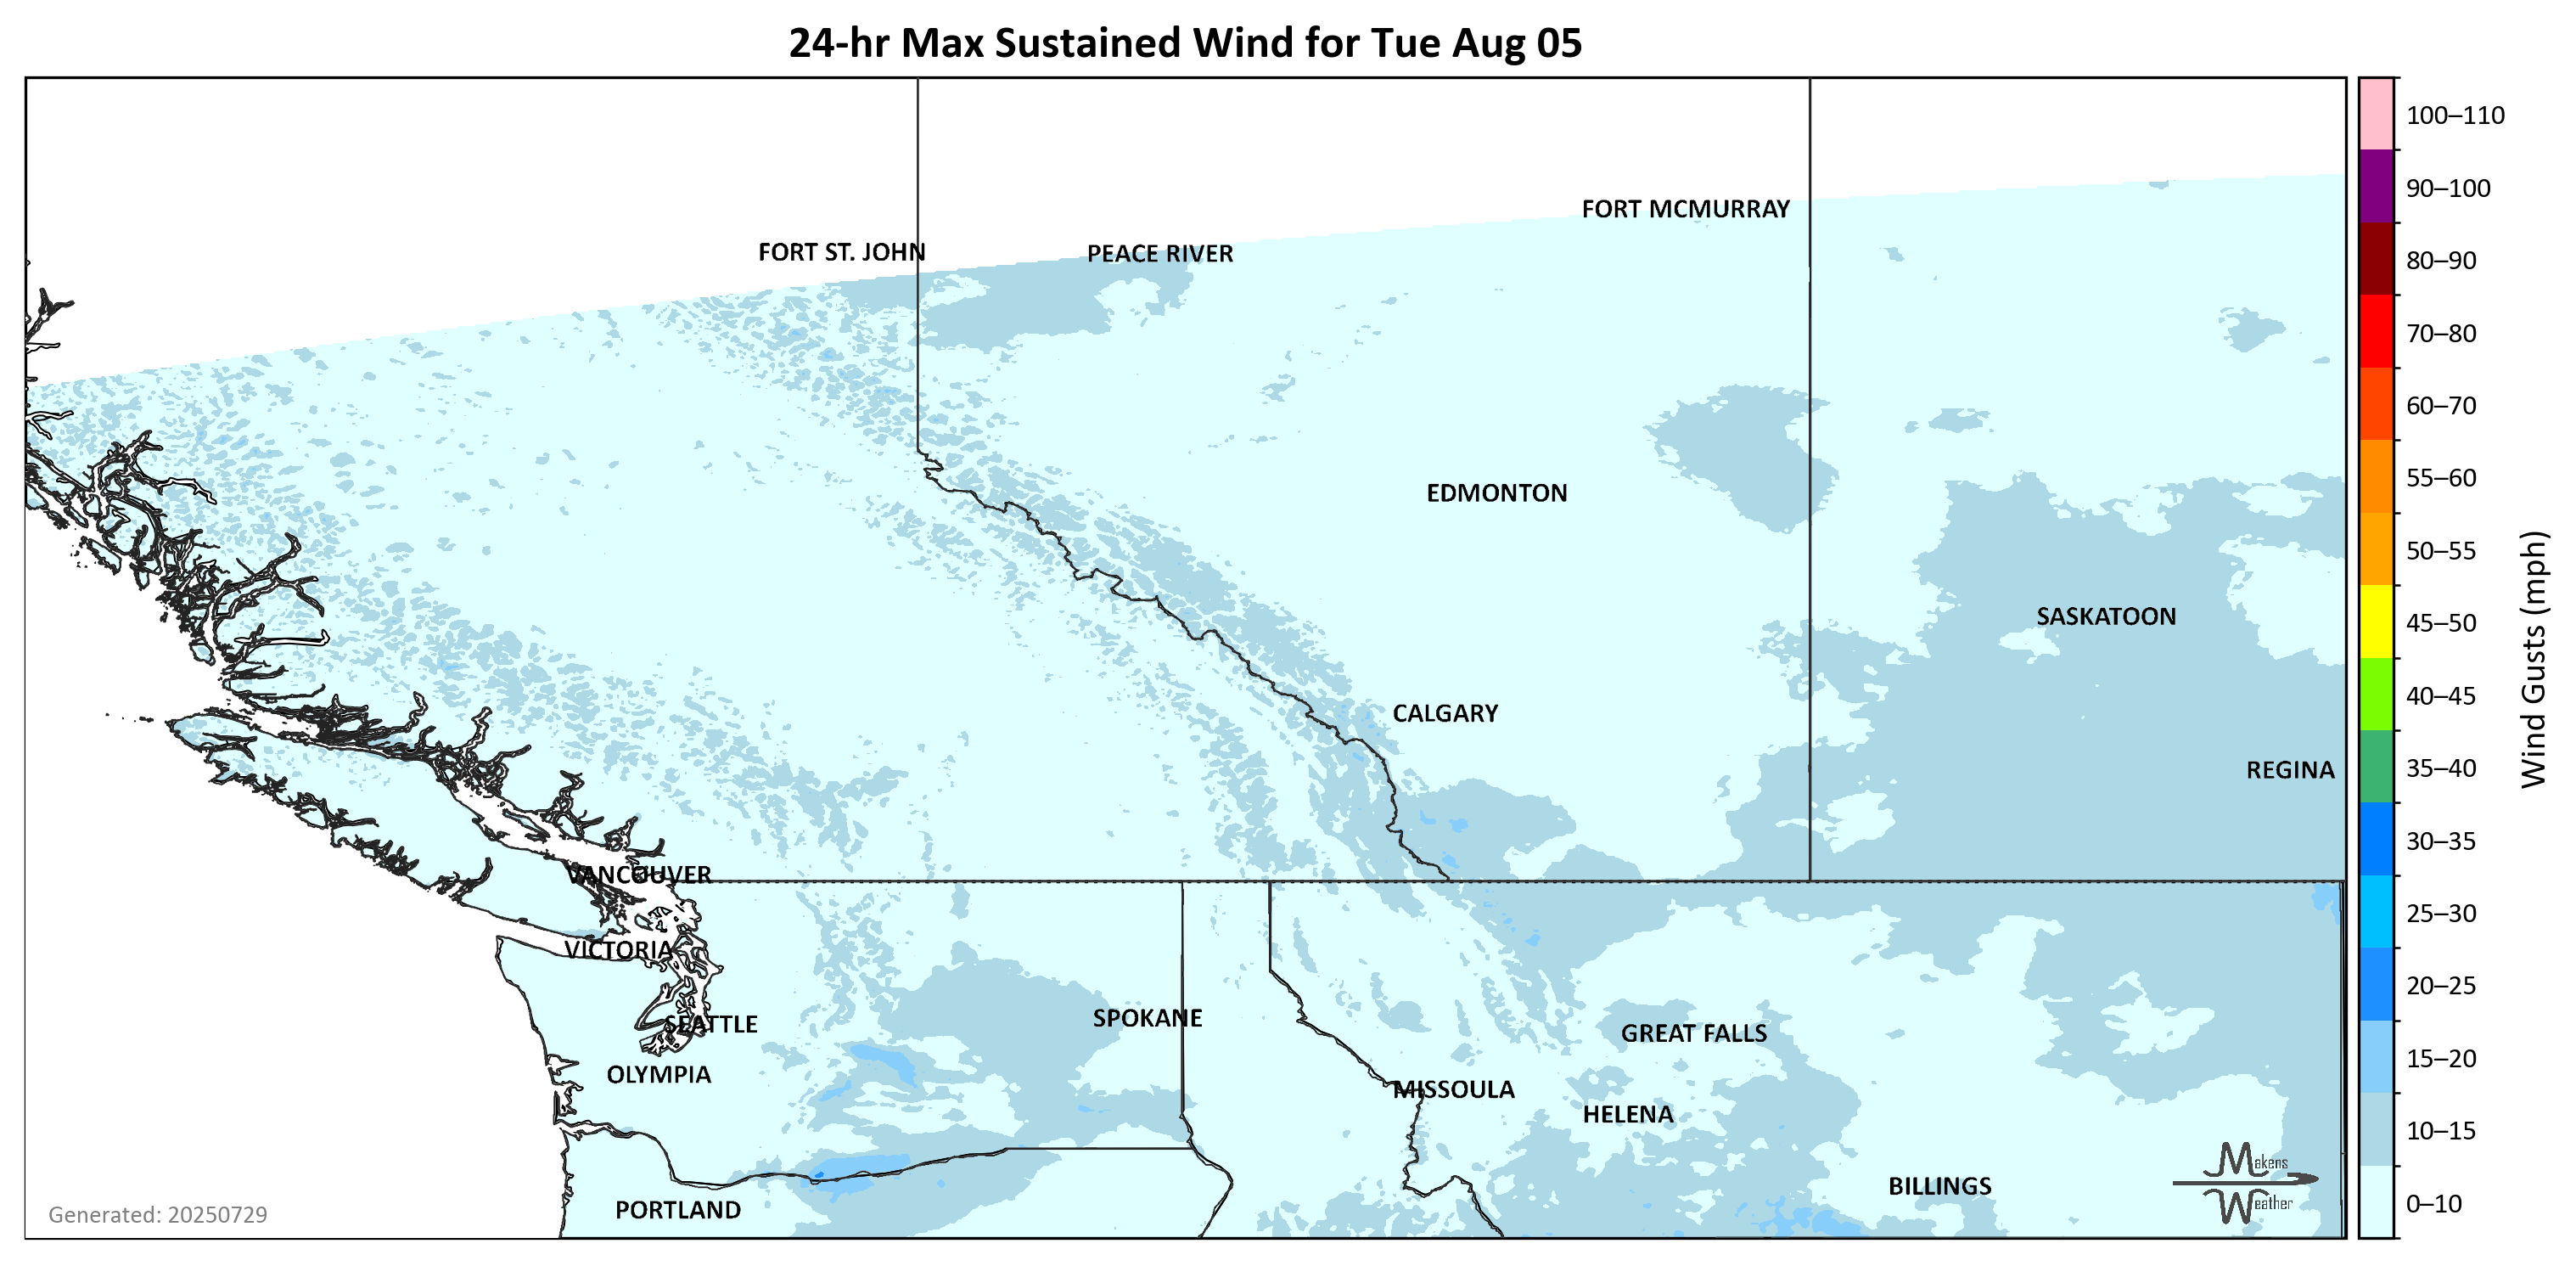 24-hr Max Sustained Wind for Tue Aug 05
100–110
90–100
80–90
70–80
60–70
55–60
50–55
45–50
40–45
35–40
30–35
25–30
20–25
15–20
10–15
0–10
Wind Gusts (mph)
FORT MCMURRAY
FORT ST. JOHN
PEACE RIVER
EDMONTON
SASKATOON
CALGARY
REGINA
VANCOUVER
VICTORIA
SEATTLE
SPOKANE
GREAT FALLS
OLYMPIA
MISSOULA
HELENA
BILLINGS
PORTLAND
Makens
Weather
Generated: 20250729